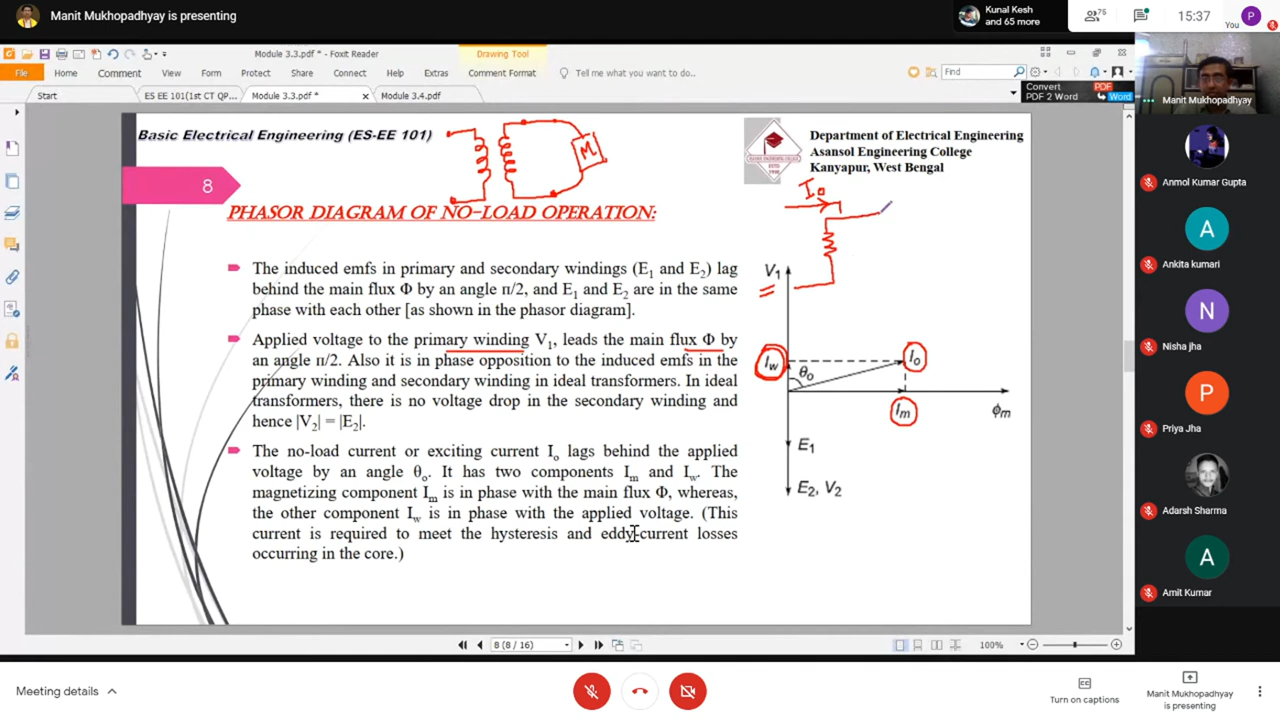 Manit Mukhopadhyay is presenting
Kunal Kesh
and 65 more
75
15:37
You
P
Module 3.3.pdf * - Foxit Reader
Drawing Tool
File
Home
Comment
View
Form
Protect
Share
Connect
Help
Extras
Comment Format
Tell me what you want to do...
Find
Start
ES EE 101(1st CT QP...
Module 3.3.pdf *
Module 3.4.pdf
Convert
PDF 2 Word
PDF
Word
Manit Mukhopadhyay
Basic Electrical Engineering (ES-EE 101)
M
Department of Electrical Engineering
Asansol Engineering College
Kanyapur, West Bengal
8
PHASOR DIAGRAM OF NO-LOAD OPERATION:
I₀
The induced emfs in primary and secondary windings (E₁ and E₂) lag
behind the main flux Φ by an angle π/2, and E₁ and E₂ are in the same
phase with each other [as shown in the phasor diagram].
Applied voltage to the primary winding V₁, leads the main flux Φ by
an angle π/2. Also it is in phase opposition to the induced emfs in the
primary winding and secondary winding in ideal transformers. In ideal
transformers, there is no voltage drop in the secondary winding and
hence |V₂| = |E₂|.
The no-load current or exciting current Iₒ lags behind the applied
voltage by an angle θₒ. It has two components Iₘ and I_w. The
magnetizing component Iₘ is in phase with the main flux Φ, whereas,
the other component I_w is in phase with the applied voltage. (This
current is required to meet the hysteresis and eddy-current losses
occurring in the core.)
V₁
I_w
θₒ
Iₒ
Iₘ
ϕₘ
E₁
E₂, V₂
Anmol Kumar Gupta
A
Ankita kumari
N
Nisha jha
P
Priya Jha
Adarsh Sharma
A
Amit Kumar
8 (8 / 16)
100%
Meeting details
Turn on captions
Manit Mukhopadhyay
is presenting